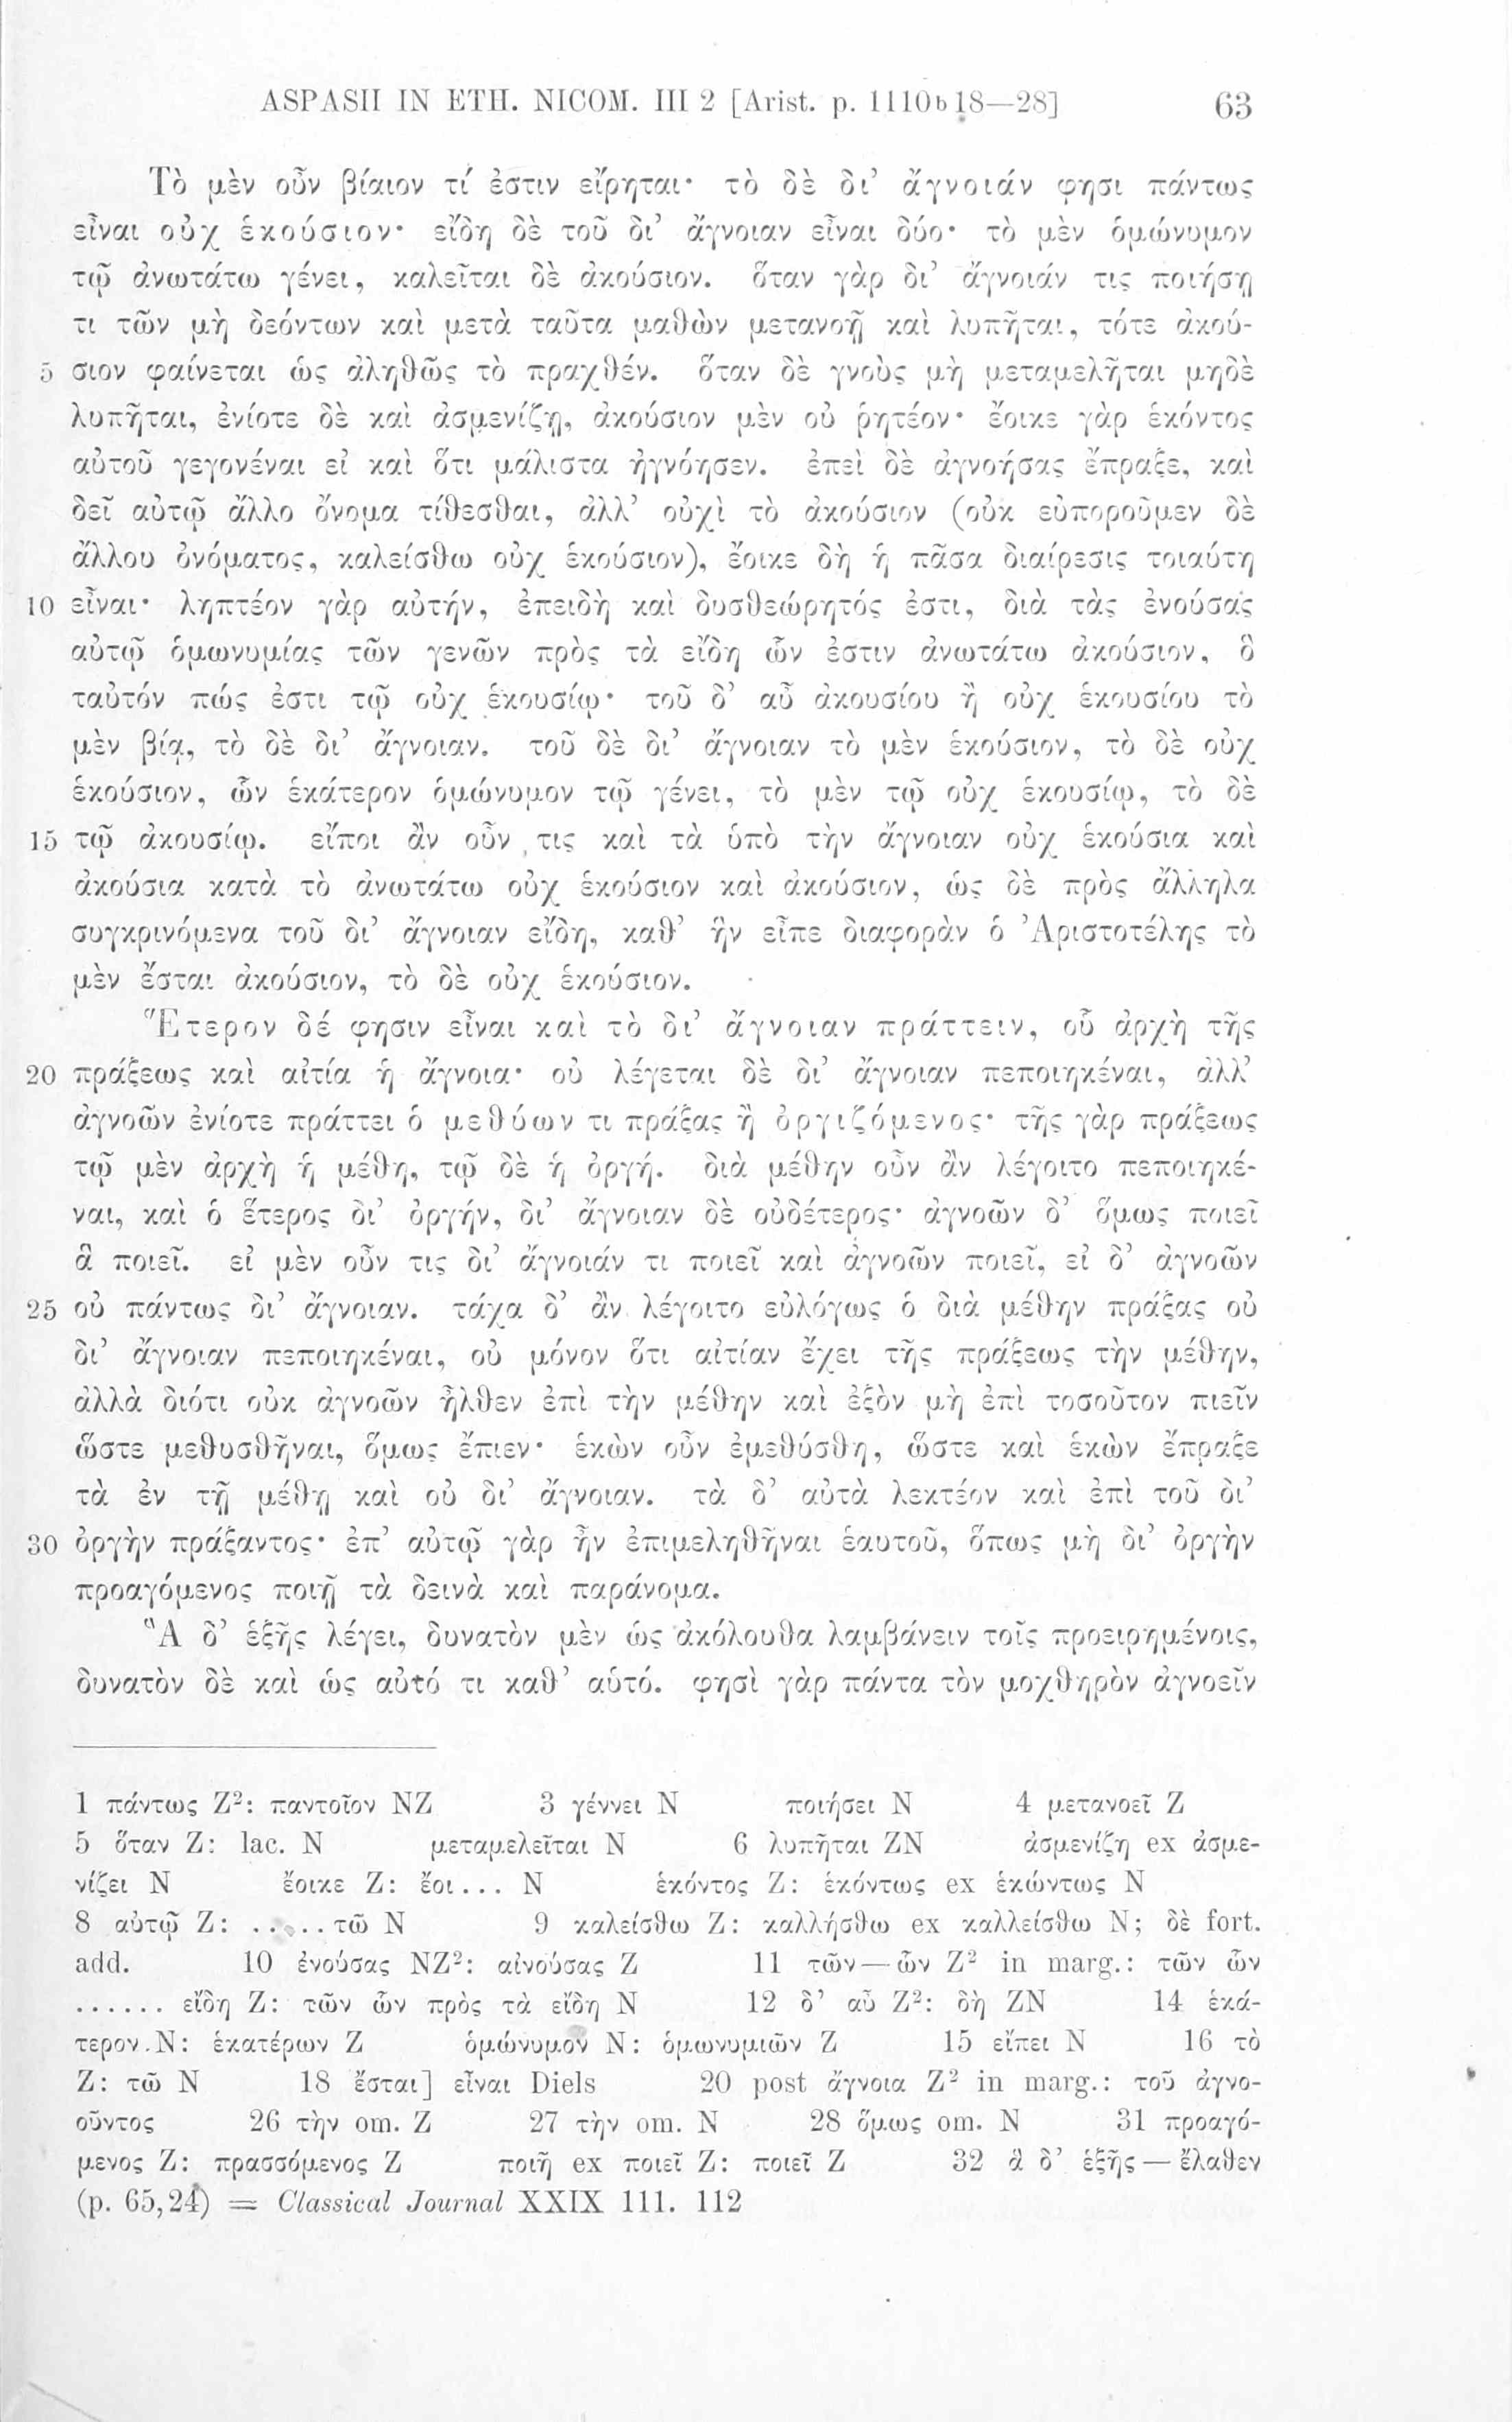 ASPASII IN ETH. NICOM. III 2 [Arist. p. 1110b18—28] 63
Τὸ μὲν οὖν βίαιον τί ἐστιν εἴρηται· τὸ δὲ δι’ ἄγνοιάν φησι πάντως
εἶναι οὐχ ἑκούσιον· εἴδη δὲ τοῦ δι’ ἄγνοιαν εἶναι δύο· τὸ μὲν ὁμώνυμον
τῷ ἀνωτάτω γένει, καλεῖται δὲ ἀκούσιον. ὅταν γὰρ δι’ ἄγνοιάν τις ποιήσῃ
τι τῶν μὴ δεόντων καὶ μετὰ ταῦτα μαθὼν μετανοῇ καὶ λυπῆται, τότε ἀκού-
5 σιον φαίνεται ὡς ἀληθῶς τὸ πραχθέν. ὅταν δὲ γνοὺς μὴ μεταμελῆται μηδὲ
λυπῆται, ἐνίοτε δὲ καὶ ἀσμενίζῃ, ἀκούσιον μὲν οὐ ῥητέον· ἔοικε γὰρ ἑκόντος
αὐτοῦ γεγονέναι εἰ καὶ ὅτι μάλιστα ἠγνόησεν. ἐπεὶ δὲ ἀγνοήσας ἔπραξε, καὶ
δεῖ αὐτῷ ἄλλο ὄνομα τίθεσθαι, ἀλλ’ οὐχὶ τὸ ἀκούσιον (οὐκ εὐποροῦμεν δὲ
ἄλλου ὀνόματος, καλείσθω οὐχ ἑκούσιον), ἔοικε δὴ ἡ πᾶσα διαίρεσις τοιαύτη
10 εἶναι· ληπτέον γὰρ αὐτήν, ἐπειδὴ καὶ δυσθεώρητός ἐστι, διὰ τὰς ἐνούσας
αὐτῷ ὁμωνυμίας τῶν γενῶν πρὸς τὰ εἴδη ὧν ἐστιν ἀνωτάτω ἀκούσιον, ὃ
ταὐτόν πώς ἐστι τῷ οὐχ ἑκουσίῳ· τοῦ δ’ αὖ ἀκουσίου ἢ οὐχ ἑκουσίου τὸ
μὲν βίᾳ, τὸ δὲ δι’ ἄγνοιαν. τοῦ δὲ δι’ ἄγνοιαν τὸ μὲν ἑκούσιον, τὸ δὲ οὐχ
ἑκούσιον, ὧν ἑκάτερον ὁμώνυμον τῷ γένει, τὸ μὲν τῷ οὐχ ἑκουσίῳ, τὸ δὲ
15 τῷ ἀκουσίῳ. εἴποι ἂν οὖν τις καὶ τὰ ὑπὸ τὴν ἄγνοιαν οὐχ ἑκούσια καὶ
ἀκούσια κατὰ τὸ ἀνωτάτω οὐχ ἑκούσιον καὶ ἀκούσιον, ὡς δὲ πρὸς ἄλληλα
συγκρινόμενα τοῦ δι’ ἄγνοιαν εἴδη, καθ’ ἣν εἶπε διαφορὰν ὁ Ἀριστοτέλης τὸ
μὲν ἔσται ἀκούσιον, τὸ δὲ οὐχ ἑκούσιον.
Ἕτερον δέ φησιν εἶναι καὶ τὸ δι’ ἄγνοιαν πράττειν, οὗ ἀρχὴ τῆς
20 πράξεως καὶ αἰτία ἡ ἄγνοια· οὐ λέγεται δὲ δι’ ἄγνοιαν πεποιηκέναι, ἀλλ’
ἀγνοῶν ἐνίοτε πράττει ὁ μεθύων τι πράξας ἢ ὀργιζόμενος· τῆς γὰρ πράξεως
τῷ μὲν ἀρχὴ ἡ μέθη, τῷ δὲ ἡ ὀργή. διὰ μέθην οὖν ἂν λέγοιτο πεποιηκέ-
ναι, καὶ ὁ ἕτερος δι’ ὀργήν, δι’ ἄγνοιαν δὲ οὐδέτερος· ἀγνοῶν δ’ ὅμως ποιεῖ
ἃ ποιεῖ. εἰ μὲν οὖν τις δι’ ἄγνοιάν τι ποιεῖ καὶ ἀγνοῶν ποιεῖ, εἰ δ’ ἀγνοῶν
25 οὐ πάντως δι’ ἄγνοιαν. τάχα δ’ ἂν λέγοιτο εὐλόγως ὁ διὰ μέθην πράξας οὐ
δι’ ἄγνοιαν πεποιηκέναι, οὐ μόνον ὅτι αἰτίαν ἔχει τῆς πράξεως τὴν μέθην,
ἀλλὰ διότι οὐκ ἀγνοῶν ἦλθεν ἐπὶ τὴν μέθην καὶ ἐξὸν μὴ ἐπὶ τοσοῦτον πιεῖν
ὥστε μεθυσθῆναι, ὅμως ἔπιεν· ἑκὼν οὖν ἐμεθύσθη, ὥστε καὶ ἑκὼν ἔπραξε
τὰ ἐν τῇ μέθῃ καὶ οὐ δι’ ἄγνοιαν. τὰ δ’ αὐτὰ λεκτέον καὶ ἐπὶ τοῦ δι’
30 ὀργὴν πράξαντος· ἐπ’ αὐτῷ γὰρ ἦν ἐπιμεληθῆναι ἑαυτοῦ, ὅπως μὴ δι’ ὀργὴν
προαγόμενος ποιῇ τὰ δεινὰ καὶ παράνομα.
Ἃ δ’ ἑξῆς λέγει, δυνατὸν μὲν ὡς ἀκόλουθα λαμβάνειν τοῖς προειρημένοις,
δυνατὸν δὲ καὶ ὡς αὐτό τι καθ’ αὑτό. φησὶ γὰρ πάντα τὸν μοχθηρὸν ἀγνοεῖν
1 πάντως Z²: παντοῖον NZ 3 γέννει N ποιήσει N 4 μετανοεῖ Z
5 ὅταν Z: lac. N μεταμελεῖται N 6 λυπῆται ZN ἀσμενίζῃ ex ἀσμε-
νίζει N ἔοικε Z: ἔοι... N ἑκόντος Z: ἑκόντως ex ἑκώντως N
8 αὐτῷ Z: .....τῶ N 9 καλείσθω Z: καλλήσθω ex καλλείσθω N; δὲ fort.
add. 10 ἐνούσας NZ²: αἰνούσας Z 11 τῶν—ὧν Z² in marg.: τῶν ὧν
...... εἴδη Z: τῶν ὧν πρὸς τὰ εἴδη N 12 δ’ αὖ Z²: δὴ ZN 14 ἑκά-
τερον N: ἑκατέρων Z ὁμώνυμον N: ὁμωνυμιῶν Z 15 εἴπει N 16 τὸ
Z: τῶ N 18 ἔσται] εἶναι Diels 20 post ἄγνοια Z² in marg.: τοῦ ἀγνο-
οῦντος 26 τὴν om. Z 27 τὴν om. N 28 ὅμως om. N 31 προαγό-
μενος Z: πρασσόμενος Z ποιῇ ex ποιεῖ Z: ποιεῖ Z 32 ἃ δ’ ἑξῆς — ἔλαθεν
(p. 65,24) = Classical Journal XXIX 111. 112